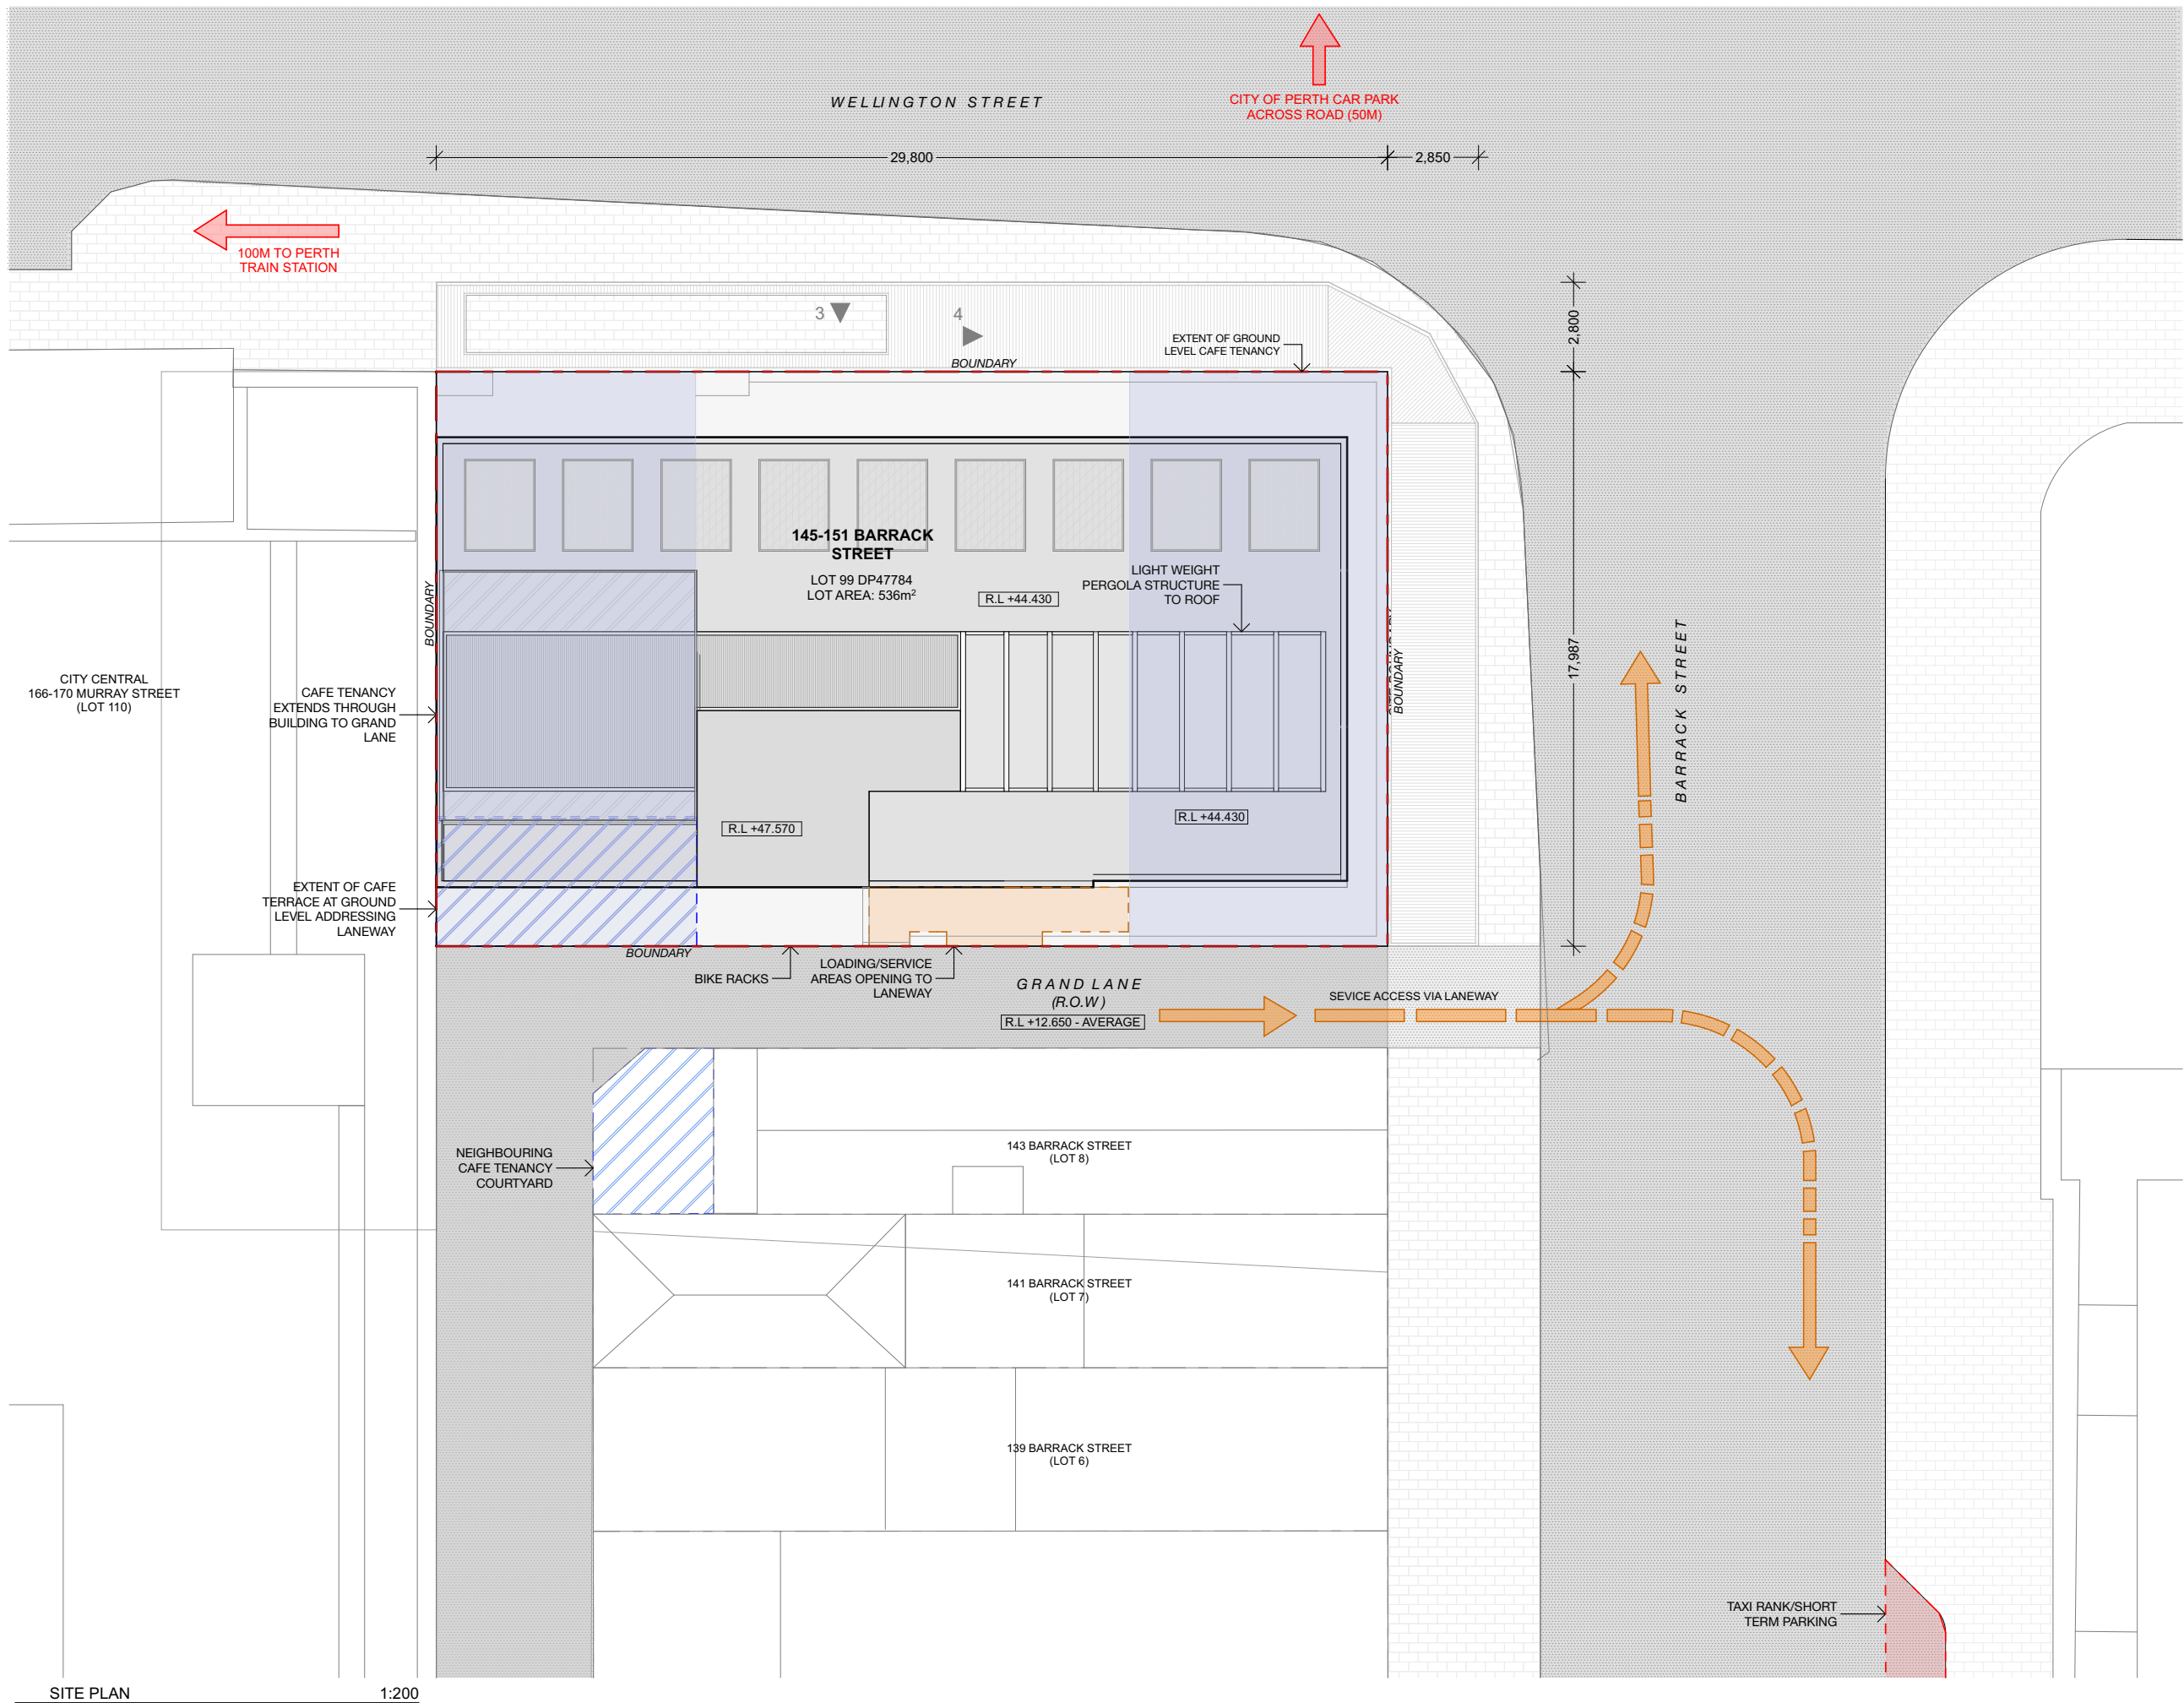 WELLINGTON STREET
CITY OF PERTH CAR PARK
ACROSS ROAD (50M)
29,800
2,850
100M TO PERTH
TRAIN STATION
3
4
2,800
EXTENT OF GROUND
LEVEL CAFE TENANCY
BOUNDARY
145-151 BARRACK
STREET
LOT 99 DP47784
LOT AREA: 536m²
LIGHT WEIGHT
PERGOLA STRUCTURE
TO ROOF
R.L +44.430
BOUNDARY
BOUNDARY
17,987
BARRACK STREET
CITY CENTRAL
166-170 MURRAY STREET
(LOT 110)
CAFE TENANCY
EXTENDS THROUGH
BUILDING TO GRAND
LANE
R.L +47.570
R.L +44.430
EXTENT OF CAFE
TERRACE AT GROUND
LEVEL ADDRESSING
LANEWAY
BOUNDARY
BIKE RACKS
LOADING/SERVICE
AREAS OPENING TO
LANEWAY
GRAND LANE
(R.O.W)
R.L +12.650 - AVERAGE
SEVICE ACCESS VIA LANEWAY
NEIGHBOURING
CAFE TENANCY
COURTYARD
143 BARRACK STREET
(LOT 8)
141 BARRACK STREET
(LOT 7)
139 BARRACK STREET
(LOT 6)
TAXI RANK/SHORT
TERM PARKING
SITE PLAN
1:200